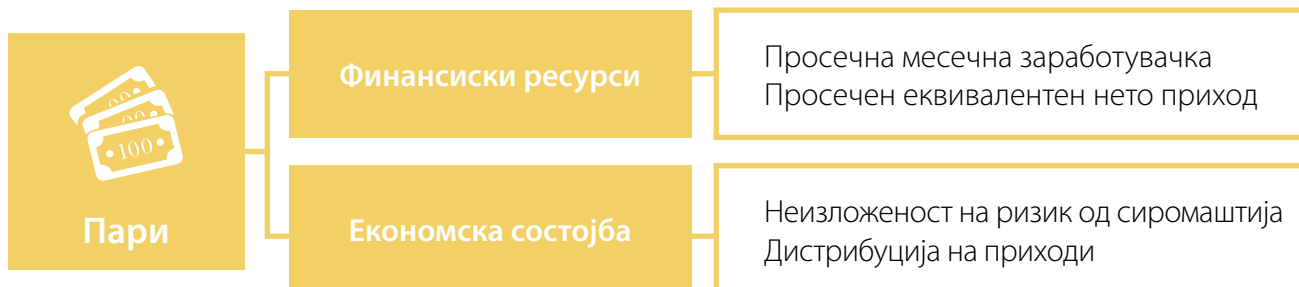 100
Пари
Финансиски ресурси
Просечна месечна заработувачка
Просечен еквивалентен нето приход
Економска состојба
Неизложеност на ризик од сиромаштија
Дистрибуција на приходи